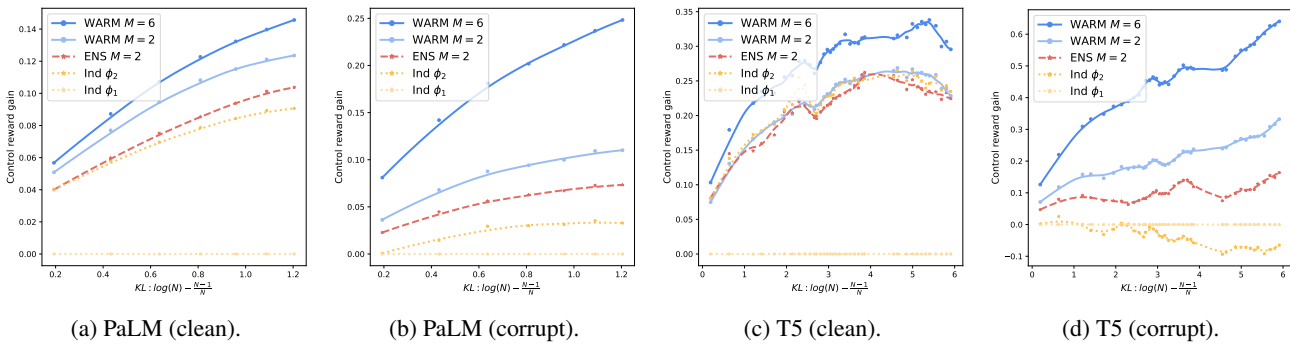 Control reward gain
0.14
0.12
0.10
0.08
0.06
0.04
0.02
0.00
WARM M = 6
WARM M = 2
ENS M = 2
Ind ϕ₂
Ind ϕ₁
0.2 0.4 0.6 0.8 1.0 1.2
KL : log(N) − (N−1)/N
(a) PaLM (clean).
Control reward gain
0.25
0.20
0.15
0.10
0.05
0.00
WARM M = 6
WARM M = 2
ENS M = 2
Ind ϕ₂
Ind ϕ₁
0.2 0.4 0.6 0.8 1.0 1.2
KL : log(N) − (N−1)/N
(b) PaLM (corrupt).
Control reward gain
0.35
0.30
0.25
0.20
0.15
0.10
0.05
0.00
WARM M = 6
WARM M = 2
ENS M = 2
Ind ϕ₂
Ind ϕ₁
0 1 2 3 4 5 6
KL : log(N) − (N−1)/N
(c) T5 (clean).
Control reward gain
0.6
0.5
0.4
0.3
0.2
0.1
0.0
−0.1
WARM M = 6
WARM M = 2
ENS M = 2
Ind ϕ₂
Ind ϕ₁
0 1 2 3 4 5 6
KL : log(N) − (N−1)/N
(d) T5 (corrupt).